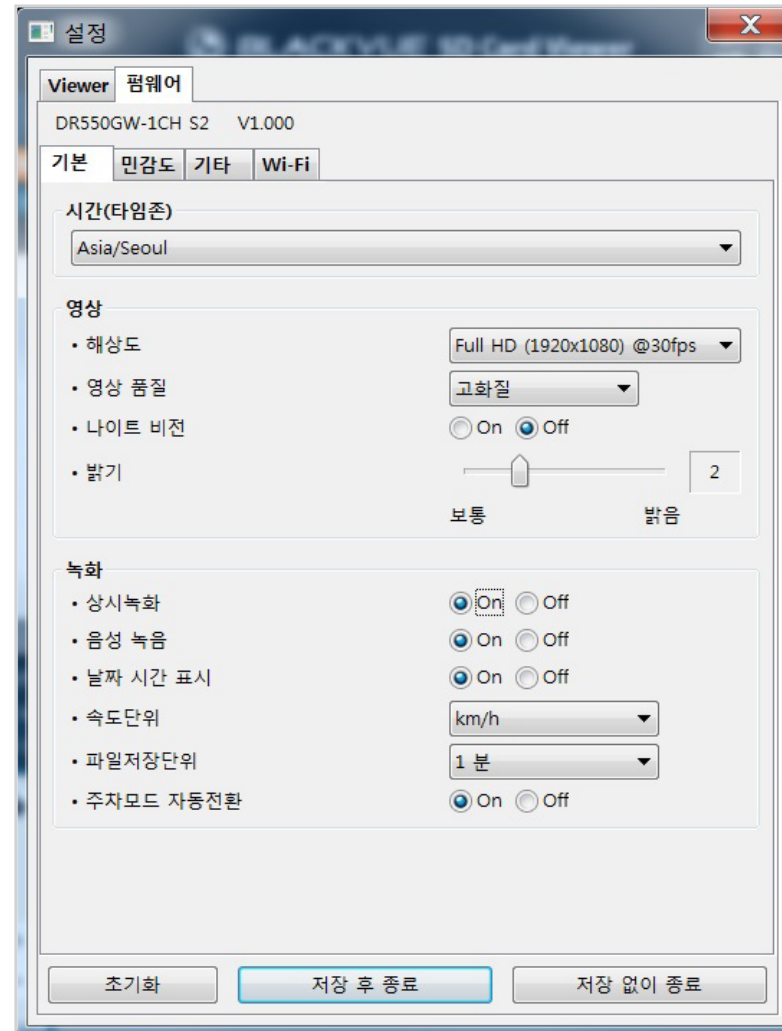 설정
BLACKVUE SD Card Viewer
Viewer 펌웨어
DR550GW-1CH S2 V1.000
기본 민감도 기타 Wi-Fi
시간(타임존)
Asia/Seoul
영상
• 해상도 Full HD (1920x1080) @30fps
• 영상 품질 고화질
• 나이트 비전 On Off
• 밝기 2
보통 밝음
녹화
• 상시녹화 On Off
• 음성 녹음 On Off
• 날짜 시간 표시 On Off
• 속도단위 km/h
• 파일저장단위 1 분
• 주차모드 자동전환 On Off
초기화 저장 후 종료 저장 없이 종료